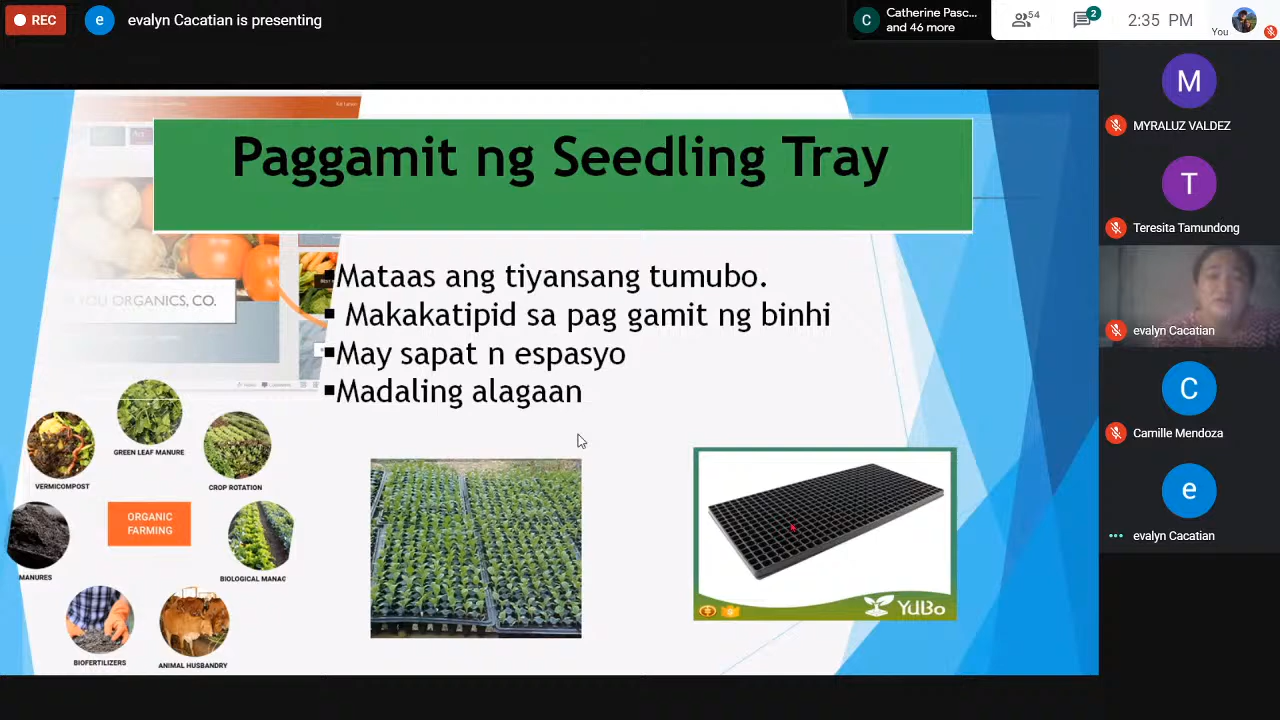 REC
e
evalyn Cacatian is presenting
C
Catherine Pasc...
and 46 more
54
2
2:35 PM
You
M
MYRALUZ VALDEZ
T
Teresita Tamundong
evalyn Cacatian
C
Camille Mendoza
e
evalyn Cacatian
Paggamit ng Seedling Tray
▪Mataas ang tiyansang tumubo.
▪ Makakatipid sa pag gamit ng binhi
▪May sapat n espasyo
▪Madaling alagaan
YOU ORGANICS, CO.
GREEN LEAF MANURE
VERMICOMPOST
CROP ROTATION
ORGANIC
FARMING
MANURES
BIOLOGICAL MANAG
BIOFERTILIZERS
ANIMAL HUSBANDRY
YUBo